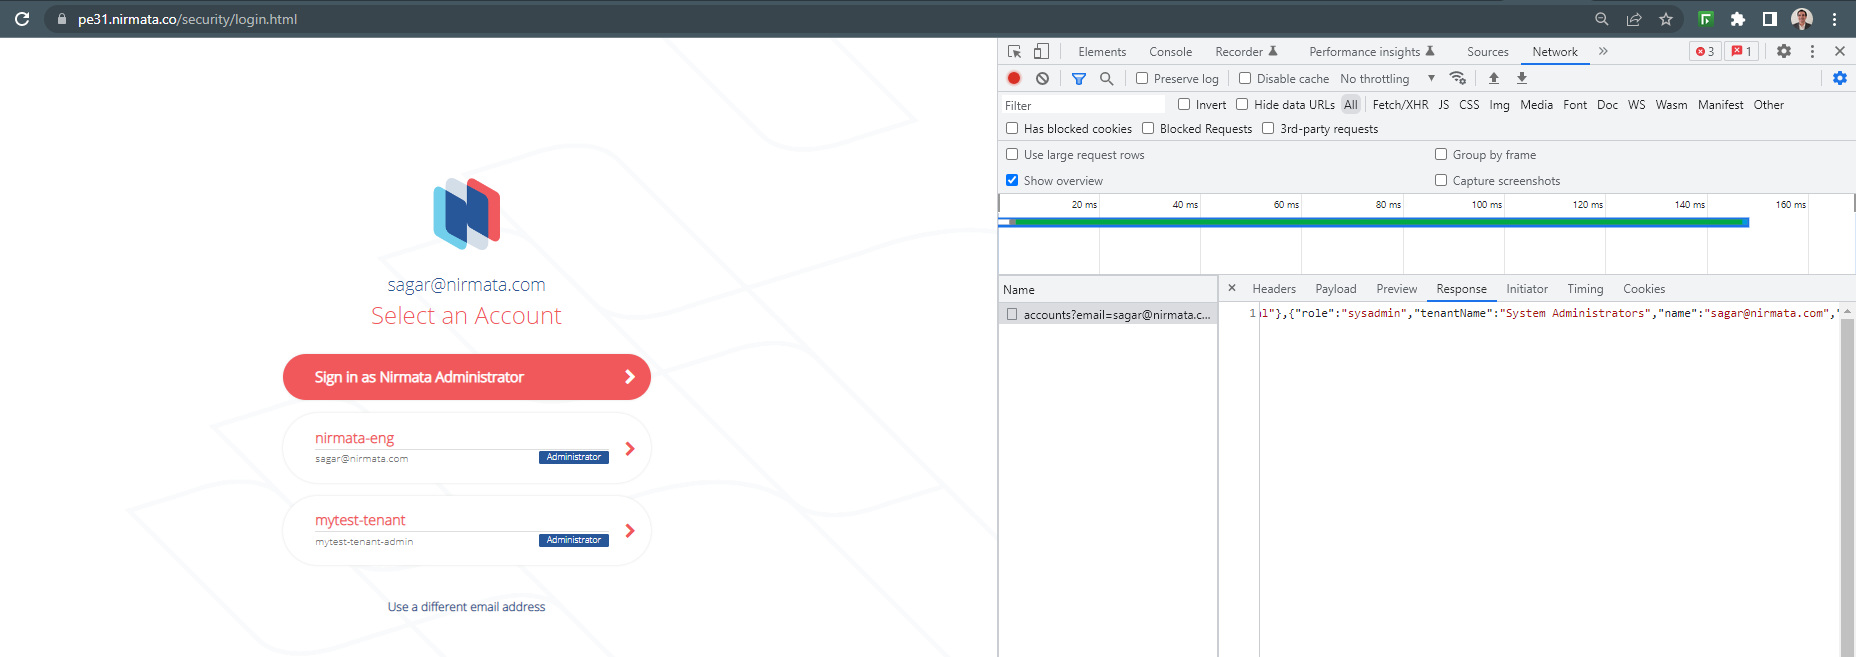 pe31.nirmata.co/security/login.html
Elements Console Recorder Performance insights Sources Network 3 1
Preserve log Disable cache No throttling
Filter Invert Hide data URLs All Fetch/XHR JS CSS Img Media Font Doc WS Wasm Manifest Other
Has blocked cookies Blocked Requests 3rd-party requests
Use large request rows Group by frame
Show overview Capture screenshots
20 ms 40 ms 60 ms 80 ms 100 ms 120 ms 140 ms 160 ms
Name Headers Payload Preview Response Initiator Timing Cookies
accounts?email=sagar@nirmata.c... 1 l"},{"role":"sysadmin","tenantName":"System Administrators","name":"sagar@nirmata.com","
sagar@nirmata.com
Select an Account
Sign in as Nirmata Administrator
nirmata-eng
sagar@nirmata.com Administrator
mytest-tenant
mytest-tenant-admin Administrator
Use a different email address